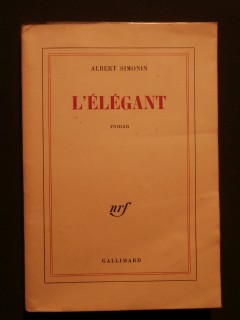 ALBERT SIMONIN
L'ÉLÉGANT
roman
nrf
GALLIMARD